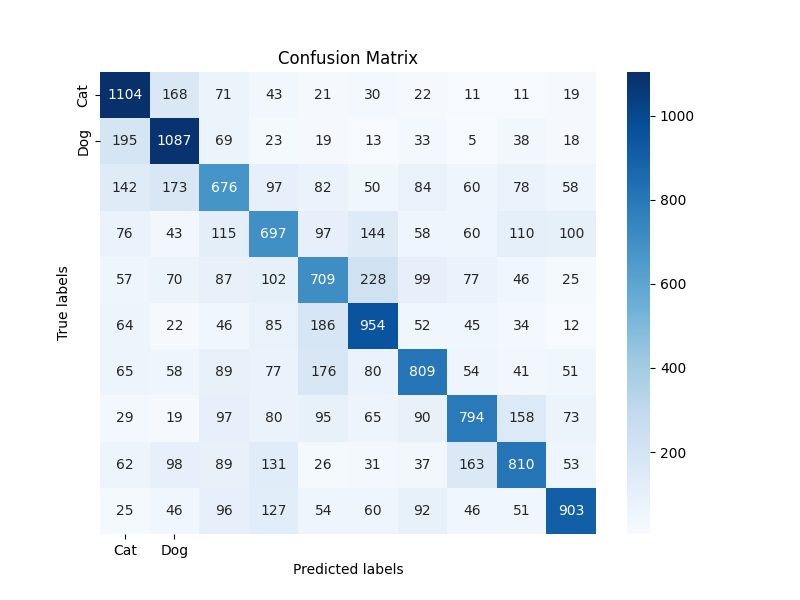 Confusion Matrix
Cat 1104 168 71 43 21 30 22 11 11 19
Dog 195 1087 69 23 19 13 33 5 38 18
142 173 676 97 82 50 84 60 78 58
76 43 115 697 97 144 58 60 110 100
57 70 87 102 709 228 99 77 46 25
64 22 46 85 186 954 52 45 34 12
65 58 89 77 176 80 809 54 41 51
29 19 97 80 95 65 90 794 158 73
62 98 89 131 26 31 37 163 810 53
25 46 96 127 54 60 92 46 51 903
Cat Dog
Predicted labels
True labels
1000
800
600
400
200